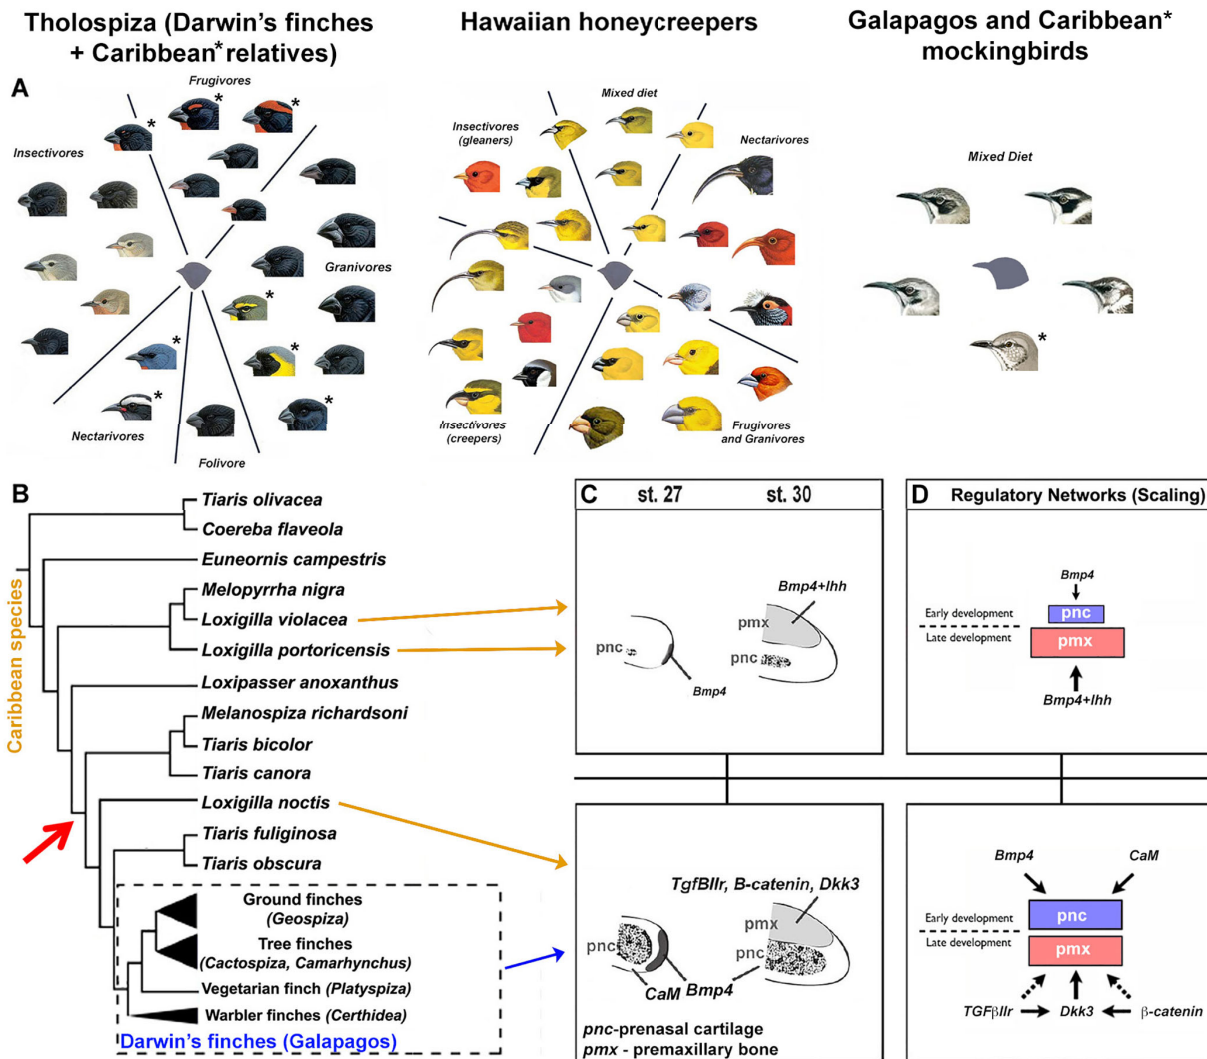 Tholospiza (Darwin's finches
+ Caribbean* relatives)
Hawaiian honeycreepers
Galapagos and Caribbean*
mockingbirds
A
Frugivores
*
*
*
Insectivores
Granivores
*
*
*
*
*
Nectarivores
Folivore
Mixed diet
Insectivores
(gleaners)
Nectarivores
Insectivores
(creepers)
Frugivores
and Granivores
Mixed Diet
*
B
Caribbean species
Tiaris olivacea
Coereba flaveola
Euneornis campestris
Melopyrrha nigra
Loxigilla violacea
Loxigilla portoricensis
Loxipasser anoxanthus
Melanospiza richardsoni
Tiaris bicolor
Tiaris canora
Loxigilla noctis
Tiaris fuliginosa
Tiaris obscura
Ground finches
(Geospiza)
Tree finches
(Cactospiza, Camarhynchus)
Vegetarian finch (Platyspiza)
Warbler finches (Certhidea)
Darwin's finches (Galapagos)
C
st. 27
st. 30
Bmp4+Ihh
pmx
pnc
pnc
Bmp4
TgfBIIr, B-catenin, Dkk3
pmx
pnc
pnc
CaM
Bmp4
pnc-prenasal cartilage
pmx - premaxillary bone
D
Regulatory Networks (Scaling)
Bmp4
Early development
pnc
Late development
pmx
Bmp4+Ihh
Bmp4
CaM
Early development
pnc
Late development
pmx
TGFβIIr
Dkk3
β-catenin